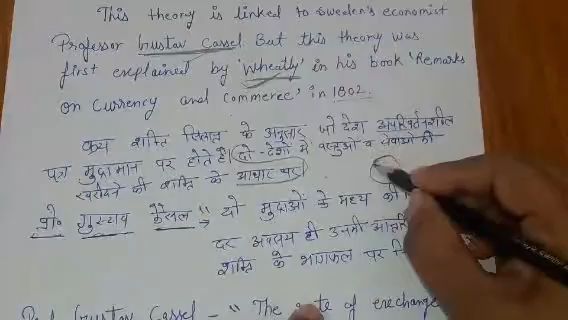 This theory is linked to Sweden's economist
Professor Gustav Cassel But this theory was
first explained by 'Wheatly' in his book 'Remarks
on Currency and Commerce' in 1802.
क्रय शक्ति सिद्धान्त के अनुसार जो देश अपरिवर्तनशील
पत्र मुद्रामान पर होते है। दो देशों में वस्तुओं व सेवाओं की
खरीदने की शक्ति के आधार पर
प्रो० गुस्टाव कैसल दो मुद्राओं के मध्य की
दर अवश्य ही उनकी
शक्ति के भागफल पर
Prof Gustav Cassel - "The rate of exchange